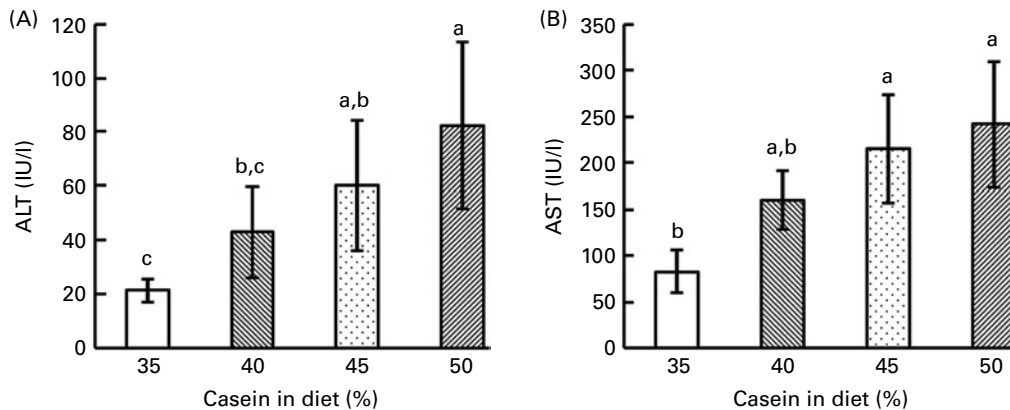 (A)
120
100
80
60
40
20
0
ALT (IU/l)
c
b,c
a,b
a
35 40 45 50
Casein in diet (%)
(B)
350
300
250
200
150
100
50
0
AST (IU/l)
b
a,b
a
a
35 40 45 50
Casein in diet (%)